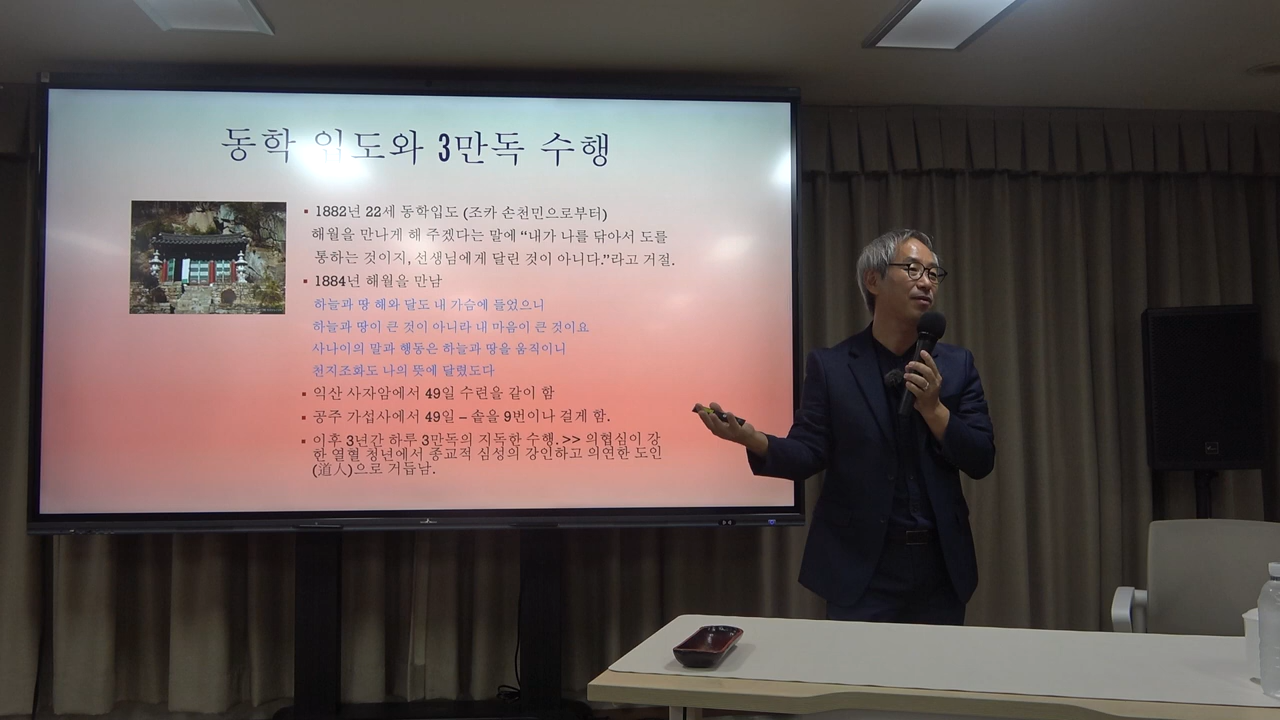 동학 입도와 3만독 수행
▪ 1882년 22세 동학입도 (조카 손천민으로부터)
해월을 만나게 해 주겠다는 말에 “내가 나를 닦아서 도를
통하는 것이지, 선생님에게 달린 것이 아니다.”라고 거절.
▪ 1884년 해월을 만남
하늘과 땅 해와 달도 내 가슴에 들었으니
하늘과 땅이 큰 것이 아니라 내 마음이 큰 것이요
사나이의 말과 행동은 하늘과 땅을 움직이니
천지조화도 나의 뜻에 달렸도다
▪ 익산 사자암에서 49일 수련을 같이 함
▪ 공주 가섭사에서 49일 – 솥을 9번이나 걸게 함.
▪ 이후 3년간 하루 3만독의 지독한 수행.>> 의협심이 강
한 열혈 청년에서 종교적 심성의 강인하고 의연한 도인
(道人)으로 거듭남.